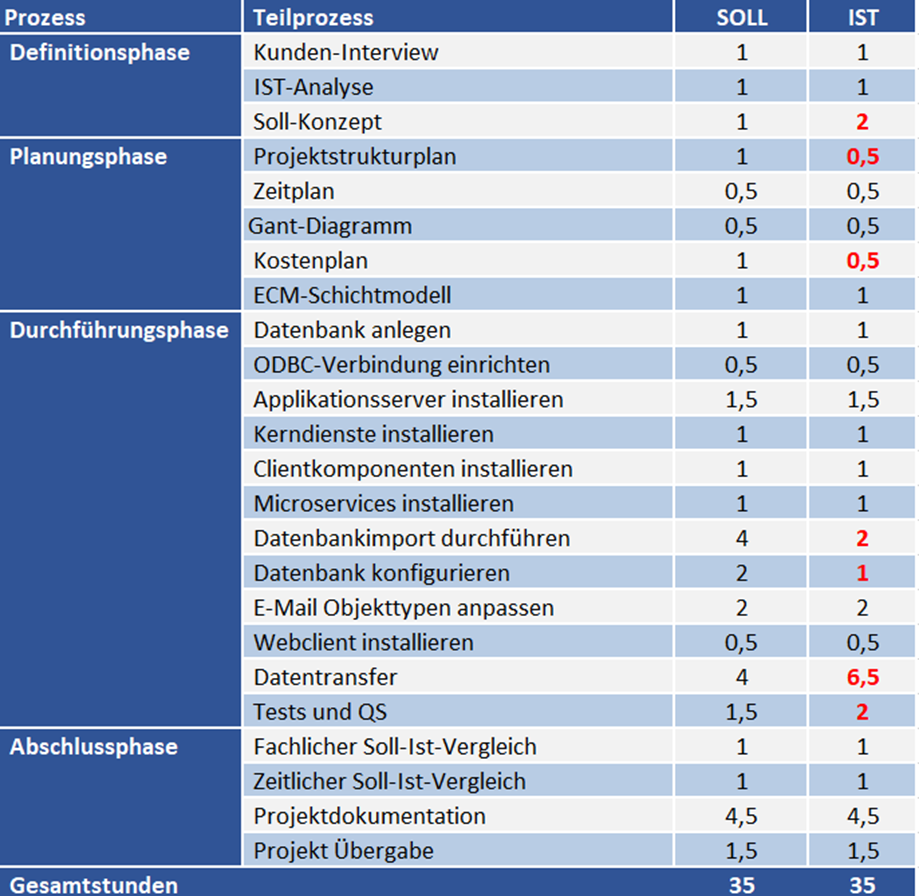 Prozess Teilprozess SOLL IST
Definitionsphase Kunden-Interview 1 1
IST-Analyse 1 1
Soll-Konzept 1 2
Planungsphase Projektstrukturplan 1 0,5
Zeitplan 0,5 0,5
Gant-Diagramm 0,5 0,5
Kostenplan 1 0,5
ECM-Schichtmodell 1 1
Durchführungsphase Datenbank anlegen 1 1
ODBC-Verbindung einrichten 0,5 0,5
Applikationsserver installieren 1,5 1,5
Kerndienste installieren 1 1
Clientkomponenten installieren 1 1
Microservices installieren 1 1
Datenbankimport durchführen 4 2
Datenbank konfigurieren 2 1
E-Mail Objekttypen anpassen 2 2
Webclient installieren 0,5 0,5
Datentransfer 4 6,5
Tests und QS 1,5 2
Abschlussphase Fachlicher Soll-Ist-Vergleich 1 1
Zeitlicher Soll-Ist-Vergleich 1 1
Projektdokumentation 4,5 4,5
Projekt Übergabe 1,5 1,5
Gesamtstunden 35 35